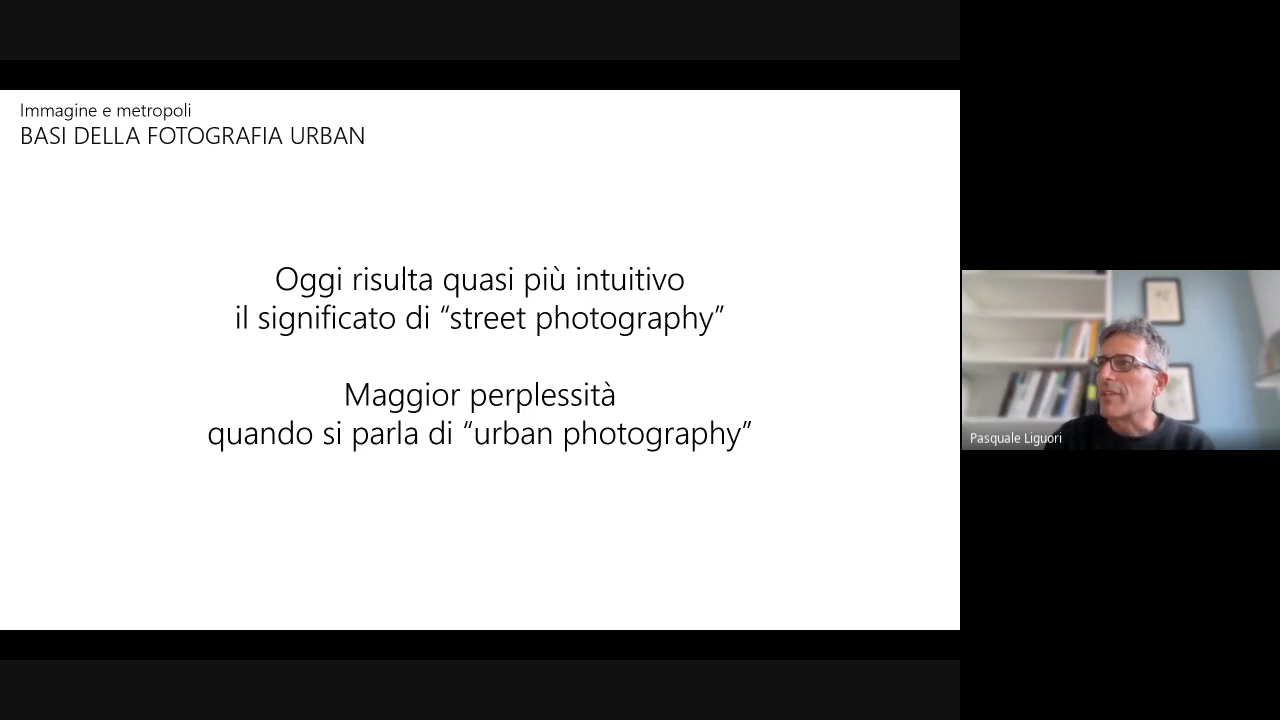 Immagine e metropoli
BASI DELLA FOTOGRAFIA URBAN
Oggi risulta quasi più intuitivo
il significato di “street photography”
Maggior perplessità
quando si parla di “urban photography”
Pasquale Liguori